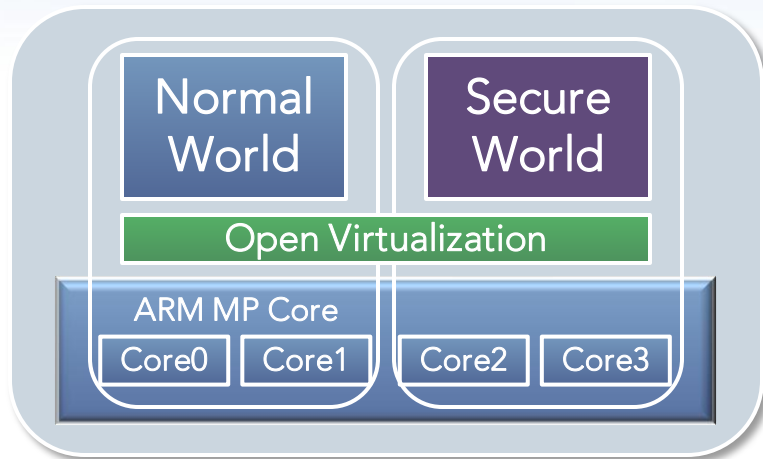 Normal
World
Secure
World
Open Virtualization
ARM MP Core
Core0
Core1
Core2
Core3